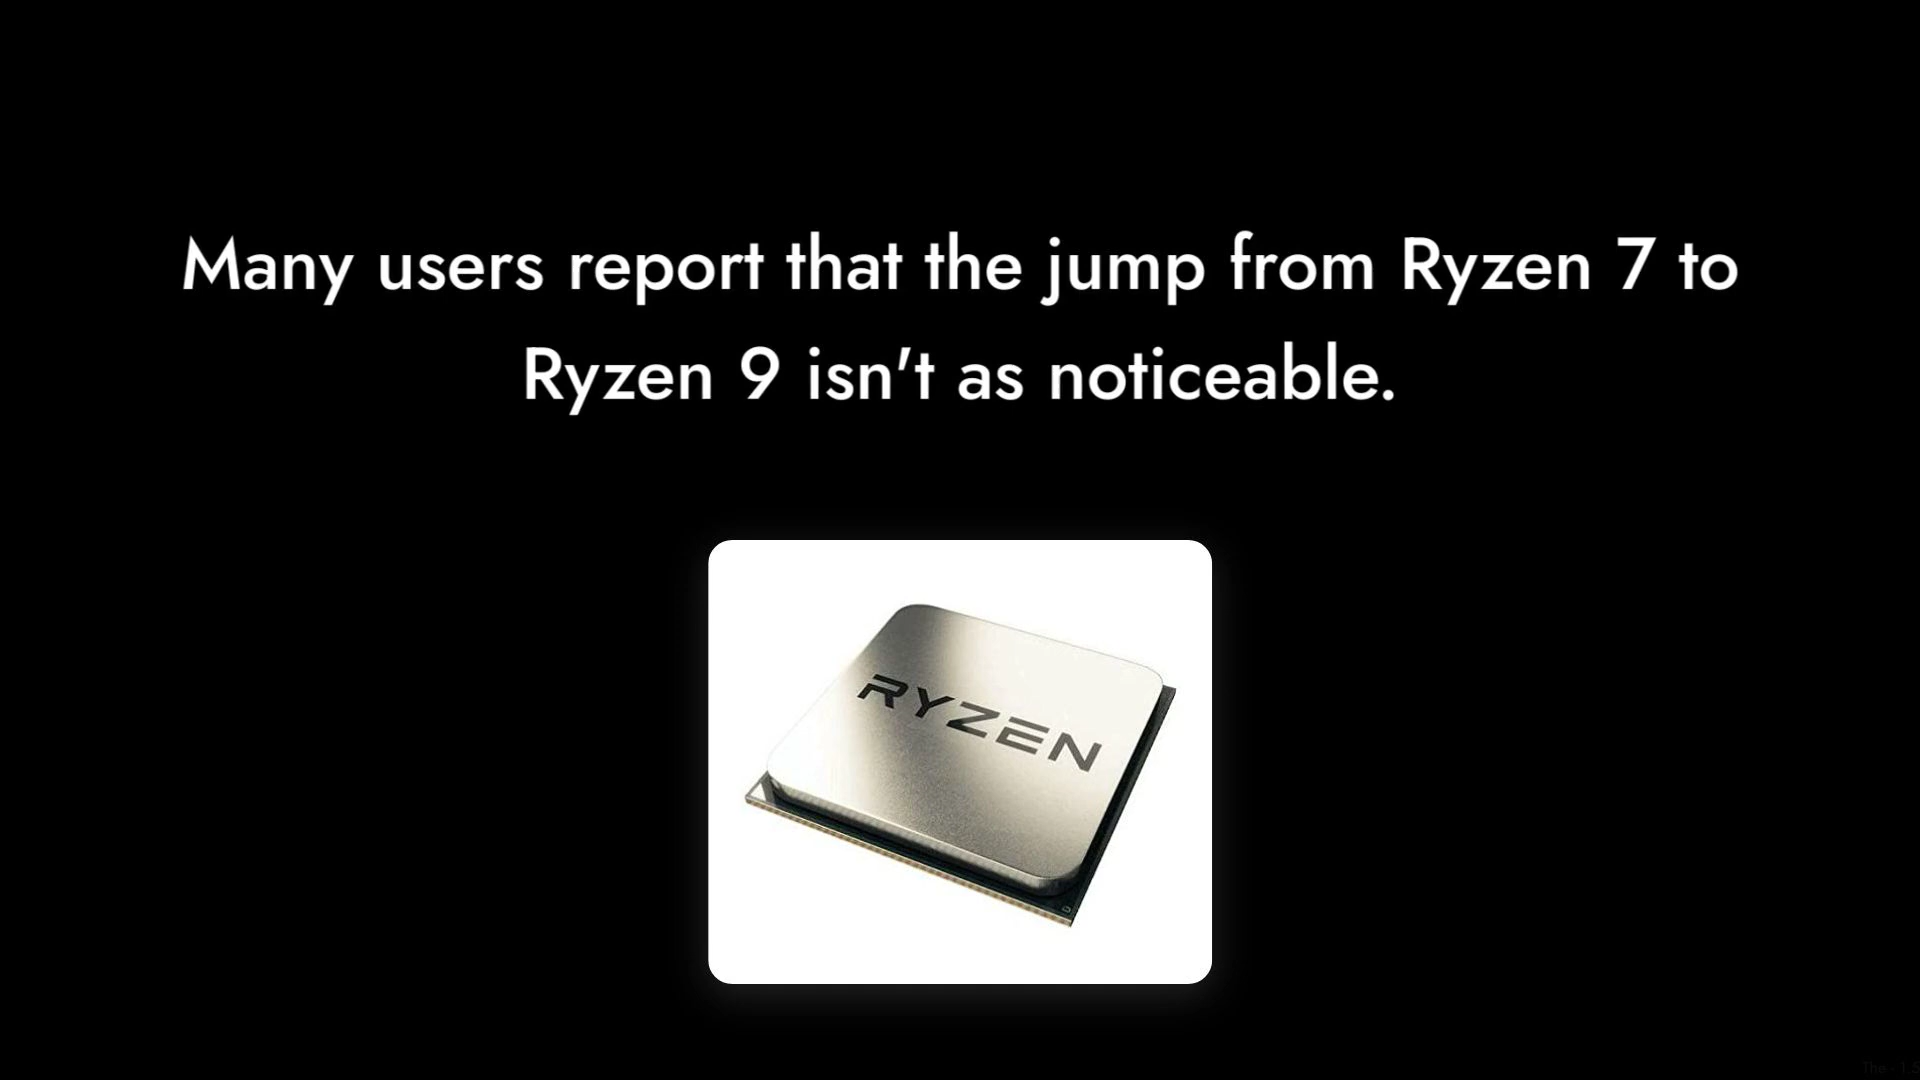 Many users report that the jump from Ryzen 7 to
Ryzen 9 isn't as noticeable.
RYZEN